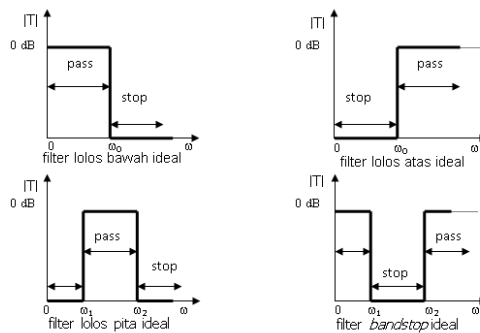 |T|
0 dB
pass
stop
0 ω₀ ω
filter lolos bawah ideal
|T|
0 dB
stop
pass
0 ω₀ ω
filter lolos atas ideal
|T|
0 dB
pass
stop
0 ω₁ ω₂ ω
filter lolos pita ideal
|T|
0 dB
pass
stop
0 ω₁ ω₂ ω
filter bandstop ideal